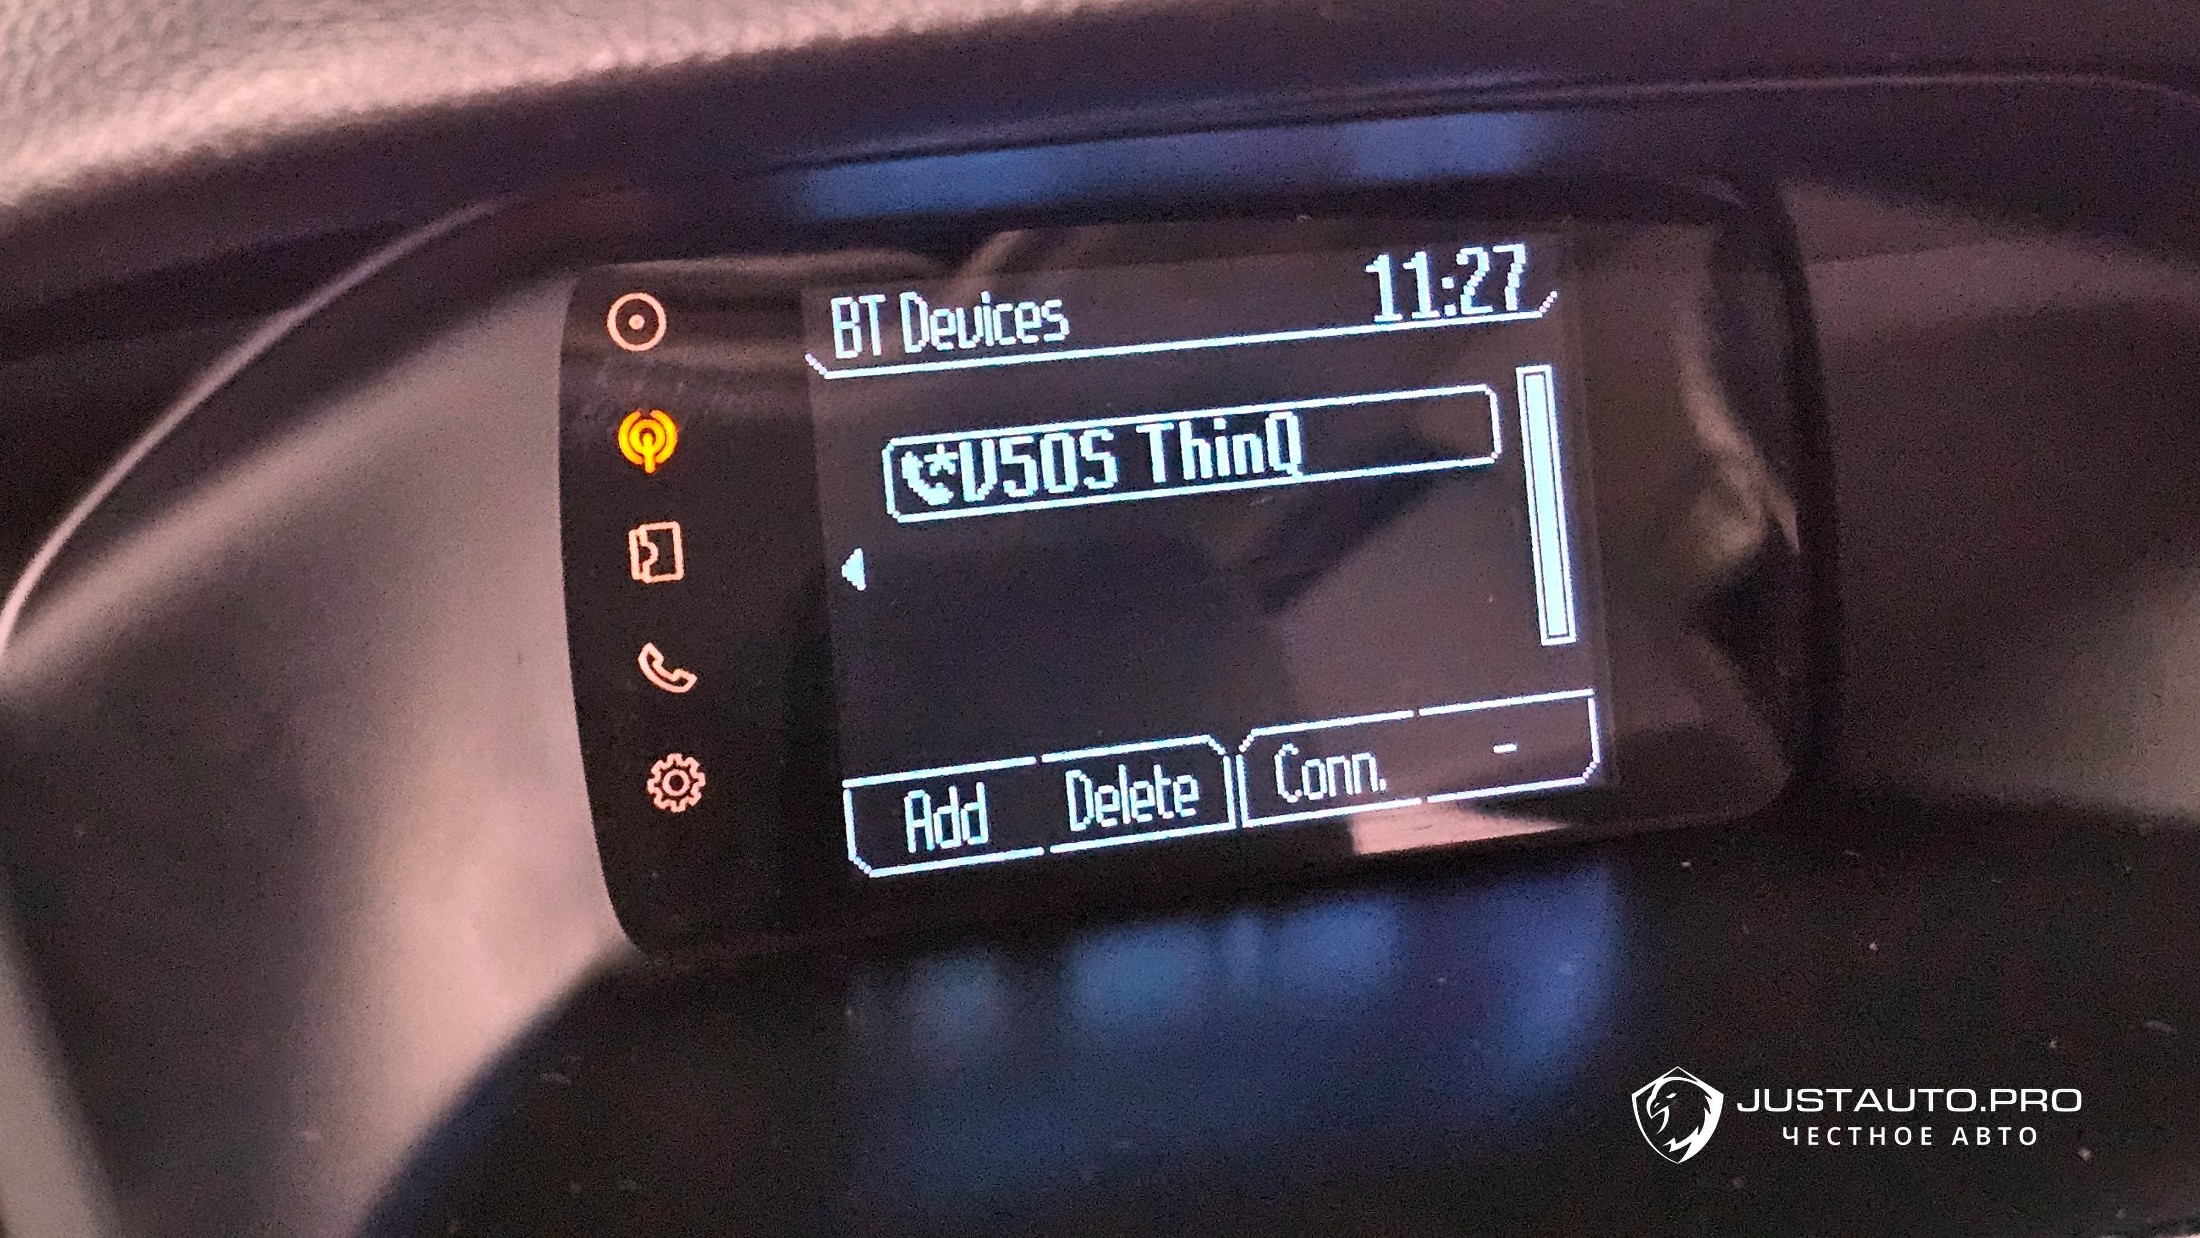 BT Devices 11:27
*V50S ThinQ
Add Delete Conn. -
JUSTAUTO.PRO
ЧЕСТНОЕ АВТО